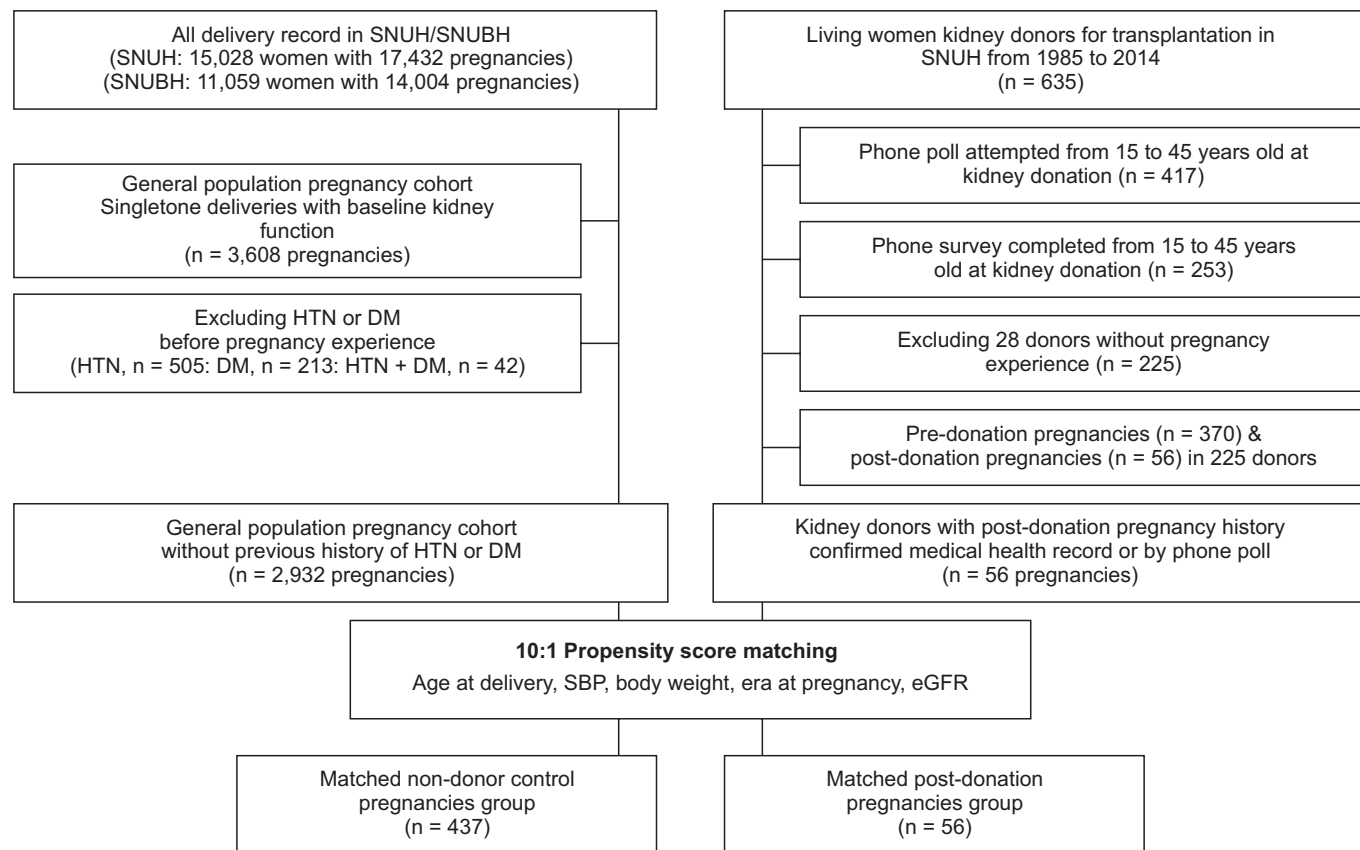 All delivery record in SNUH/SNUBH
(SNUH: 15,028 women with 17,432 pregnancies)
(SNUBH: 11,059 women with 14,004 pregnancies)
General population pregnancy cohort
Singletone deliveries with baseline kidney
function
(n = 3,608 pregnancies)
Excluding HTN or DM
before pregnancy experience
(HTN, n = 505: DM, n = 213: HTN + DM, n = 42)
General population pregnancy cohort
without previous history of HTN or DM
(n = 2,932 pregnancies)
Living women kidney donors for transplantation in
SNUH from 1985 to 2014
(n = 635)
Phone poll attempted from 15 to 45 years old at
kidney donation (n = 417)
Phone survey completed from 15 to 45 years
old at kidney donation (n = 253)
Excluding 28 donors without pregnancy
experience (n = 225)
Pre-donation pregnancies (n = 370) &
post-donation pregnancies (n = 56) in 225 donors
Kidney donors with post-donation pregnancy history
confirmed medical health record or by phone poll
(n = 56 pregnancies)
10:1 Propensity score matching
Age at delivery, SBP, body weight, era at pregnancy, eGFR
Matched non-donor control
pregnancies group
(n = 437)
Matched post-donation
pregnancies group
(n = 56)